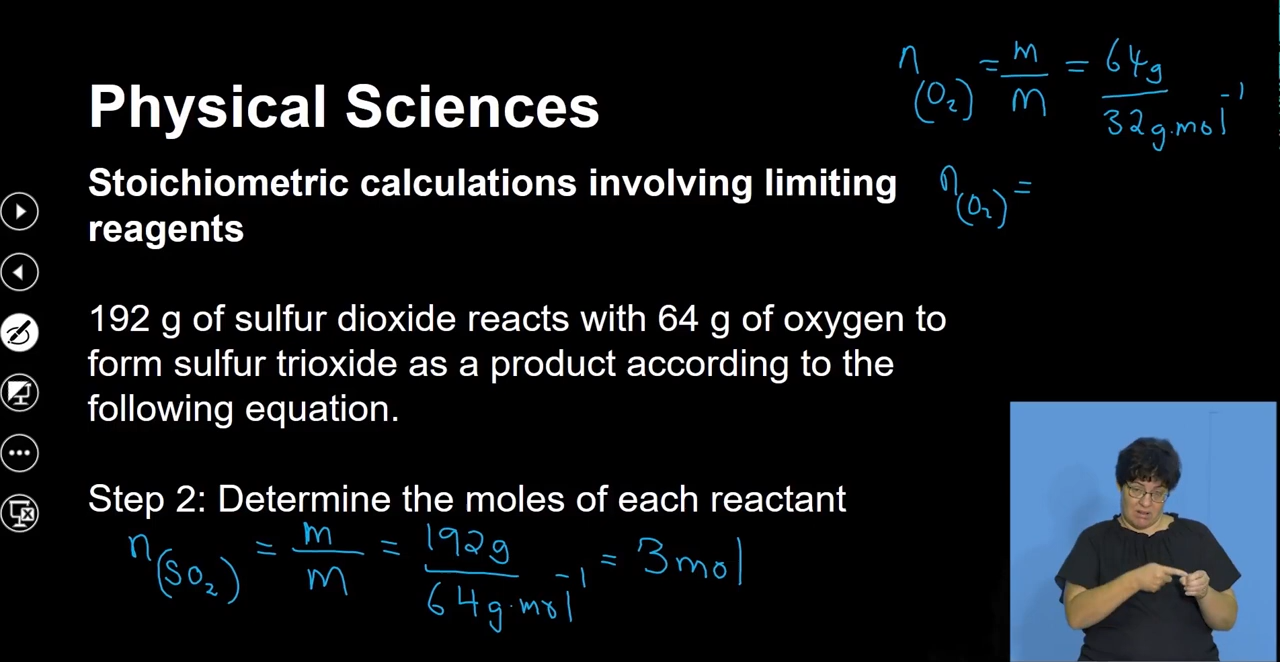 Physical Sciences
Stoichiometric calculations involving limiting
reagents
n(O₂) = m/M = 64g/32g.mol⁻¹
n(O₂) =
192 g of sulfur dioxide reacts with 64 g of oxygen to
form sulfur trioxide as a product according to the
following equation.
Step 2: Determine the moles of each reactant
n(SO₂) = m/M = 192g/64g.mol⁻¹ = 3mol